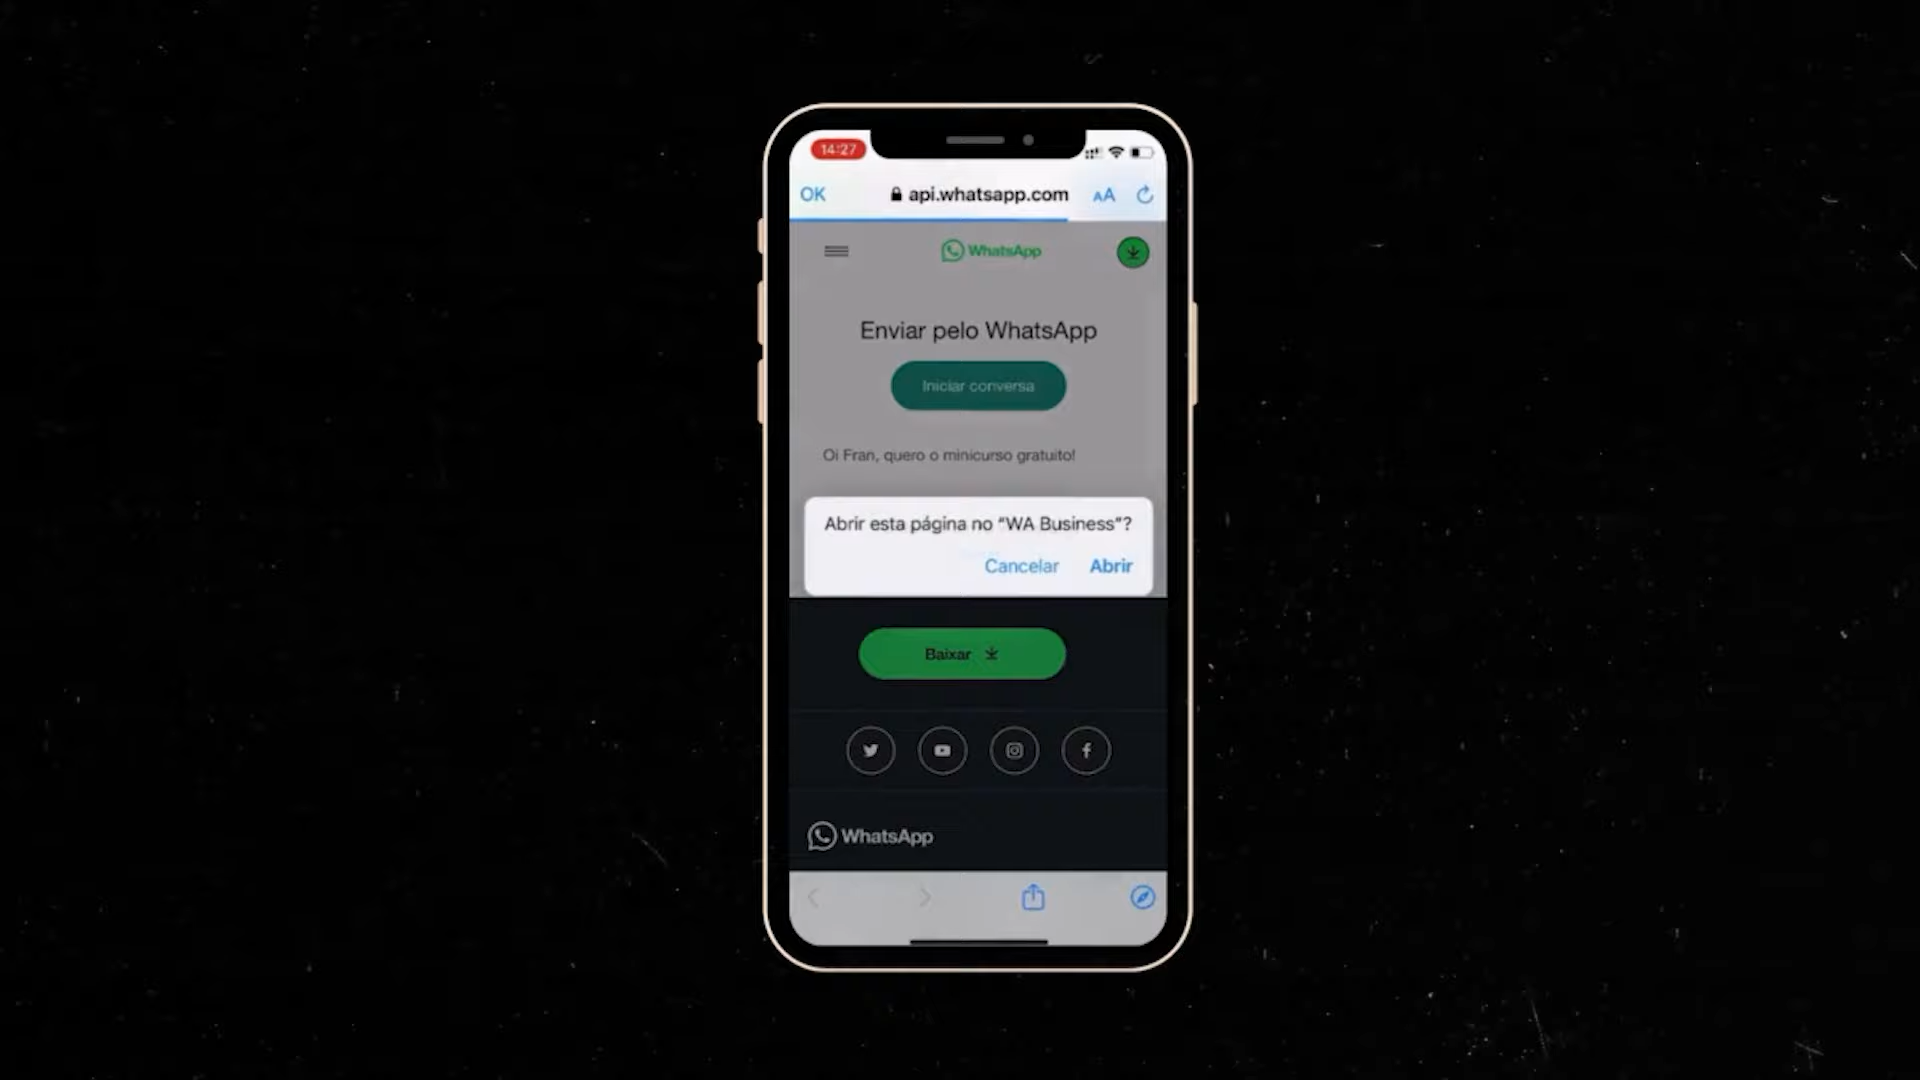 14:27
OK
api.whatsapp.com
AA
WhatsApp
Enviar pelo WhatsApp
Iniciar conversa
Oi Fran, quero o minicurso gratuito!
Abrir esta página no “WA Business”?
Cancelar
Abrir
Baixar
WhatsApp